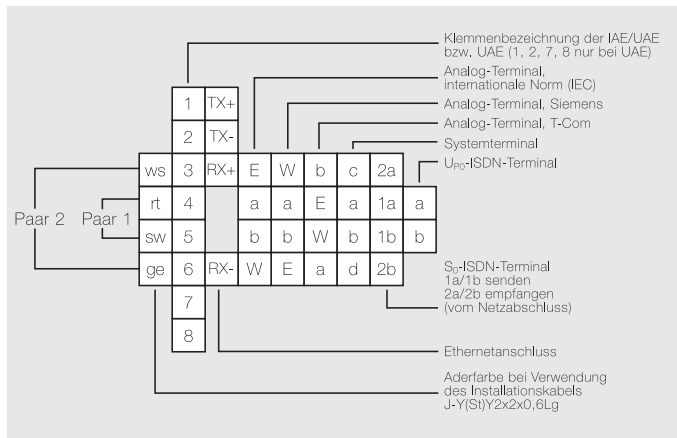 Klemmenbezeichnung der IAE/UAE
bzw. UAE (1, 2, 7, 8 nur bei UAE)
Analog-Terminal,
internationale Norm (IEC)
Analog-Terminal, Siemens
Analog-Terminal, T-Com
Systemterminal
UP0-ISDN-Terminal
1 TX+
2 TX-
ws 3 RX+ E W b c 2a
rt 4 a a E a 1a a
sw 5 b b W b 1b b
ge 6 RX- W E a d 2b
7
8
Paar 2 Paar 1
S0-ISDN-Terminal
1a/1b senden
2a/2b empfangen
(vom Netzabschluss)
Ethernetanschluss
Aderfarbe bei Verwendung
des Installationskabels
J-Y(St)Y2x2x0,6Lg